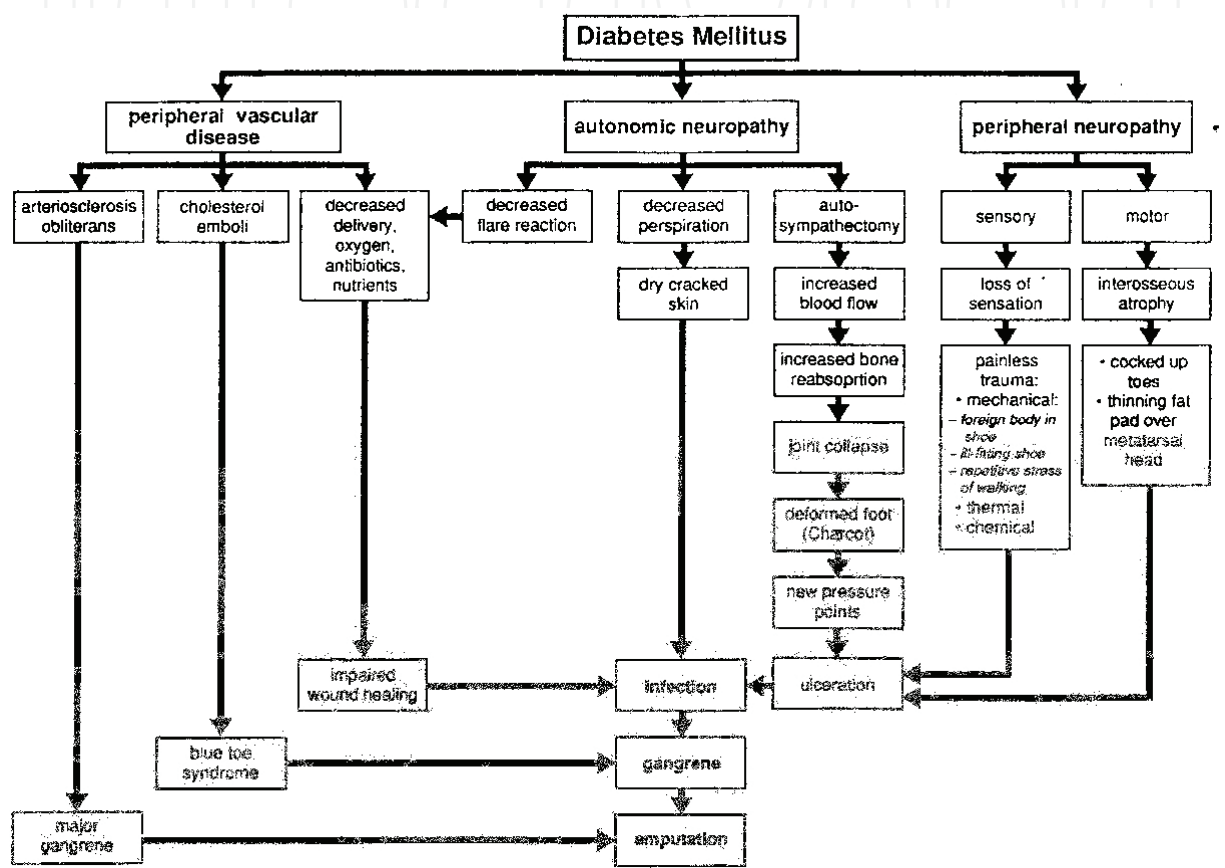 Diabetes Mellitus
peripheral vascular
disease
autonomic neuropathy
peripheral neuropathy
arteriosclerosis
obliterans
cholesterol
emboli
decreased
delivery,
oxygen,
antibiotics,
nutrients
decreased
flare reaction
decreased
perspiration
auto-
sympathectomy
sensory
motor
dry cracked
skin
increased
blood flow
loss of
sensation
interosseous
atrophy
increased bone
reabsoprtion
painless
trauma:
• mechanical:
– foreign body in
shoe
– ill-fitting shoe
– repetitive stress
of walking
• thermal
• chemical
• cocked up
toes
• thinning fat
pad over
metatarsal
head
joint collapse
deformed foot
(Charcot)
new pressure
points
impaired
wound healing
infection
ulceration
blue toe
syndrome
gangrene
major
gangrene
amputation